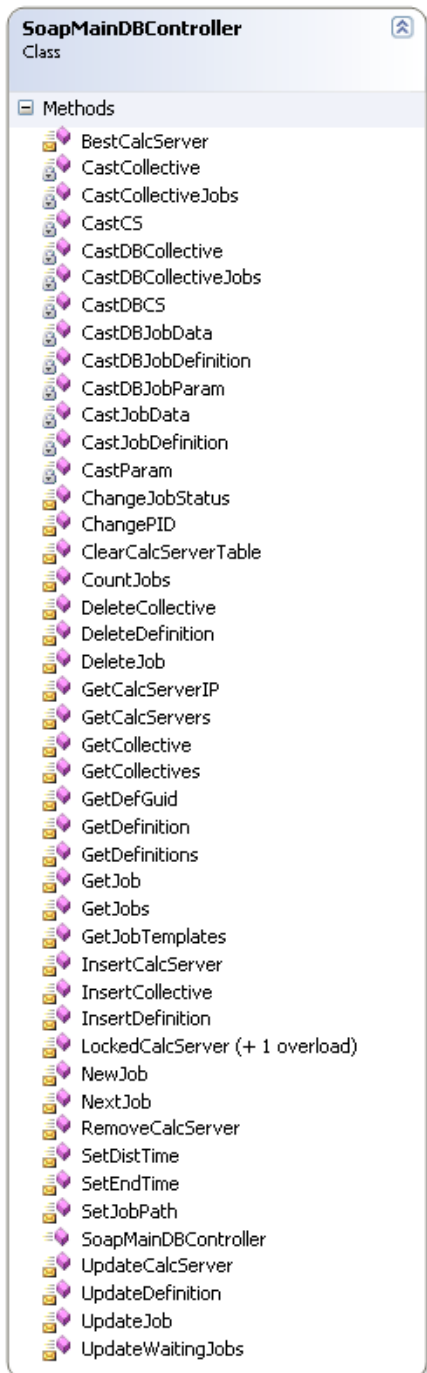 SoapMainDBController
Class
Methods
BestCalcServer
CastCollective
CastCollectiveJobs
CastCS
CastDBCollective
CastDBCollectiveJobs
CastDBCS
CastDBJobData
CastDBJobDefinition
CastDBJobParam
CastJobData
CastJobDefinition
CastParam
ChangeJobStatus
ChangePID
ClearCalcServerTable
CountJobs
DeleteCollective
DeleteDefinition
DeleteJob
GetCalcServerIP
GetCalcServers
GetCollective
GetCollectives
GetDefGuid
GetDefinition
GetDefinitions
GetJob
GetJobs
GetJobTemplates
InsertCalcServer
InsertCollective
InsertDefinition
LockedCalcServer (+ 1 overload)
NewJob
NextJob
RemoveCalcServer
SetDistTime
SetEndTime
SetJobPath
SoapMainDBController
UpdateCalcServer
UpdateDefinition
UpdateJob
UpdateWaitingJobs